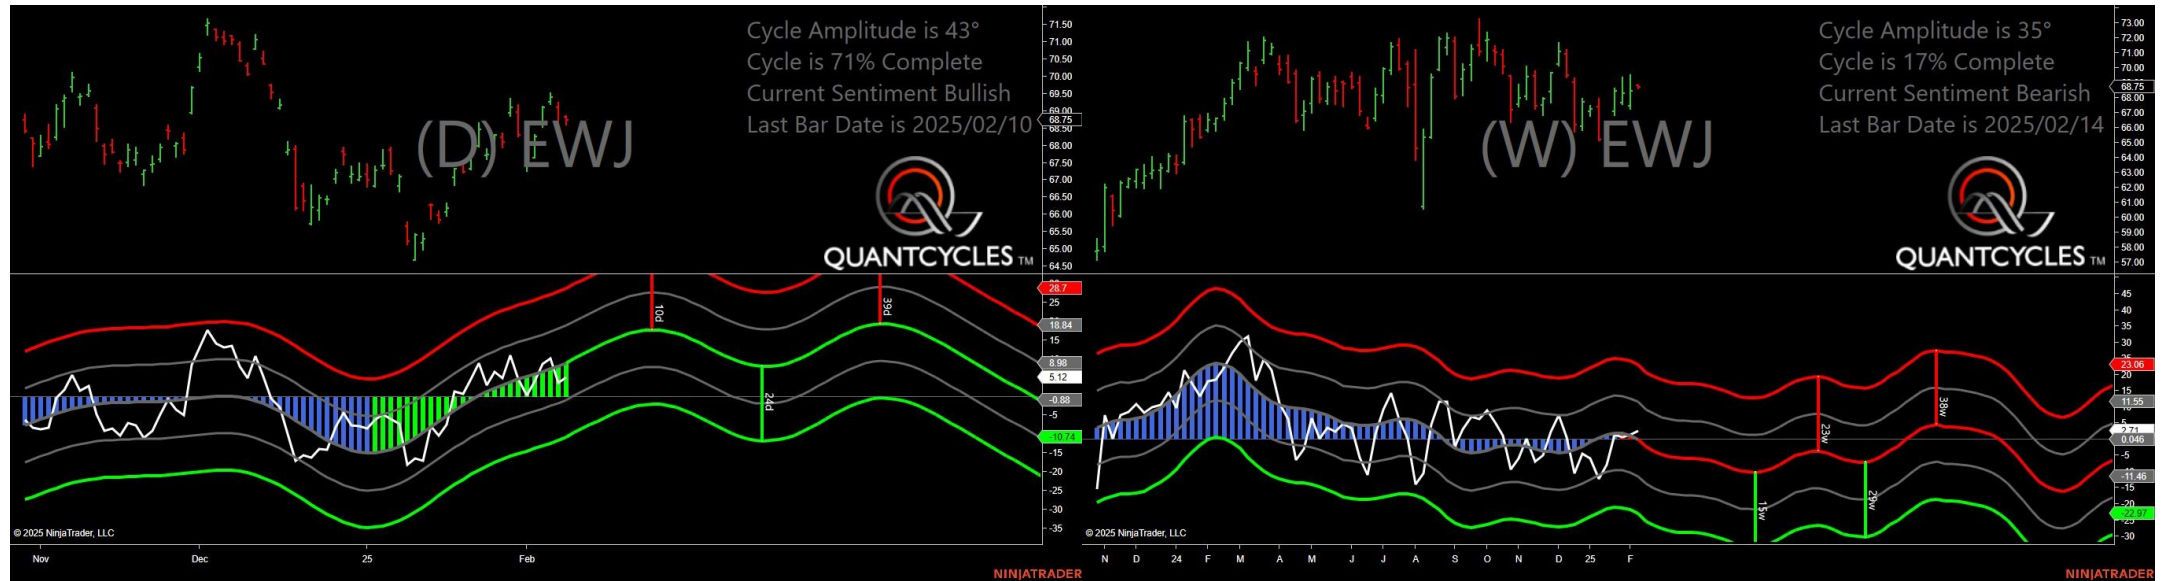 Cycle Amplitude is 43°
Cycle is 71% Complete
Current Sentiment Bullish
Last Bar Date is 2025/02/10
(D) EWJ
QUANTCYCLES TM
71.50
71.00
70.50
70.00
69.50
69.00
68.75
68.50
68.00
67.50
67.00
66.50
66.00
65.50
65.00
64.50
28.7
25
18.84
15
8.98
5.12
-0.88
-5
-10.74
-15
-20
-25
-30
-35
10d
39d
24d
© 2025 NinjaTrader, LLC
Nov
Dec
25
Feb
NINJATRADER
Cycle Amplitude is 35°
Cycle is 17% Complete
Current Sentiment Bearish
Last Bar Date is 2025/02/14
(W) EWJ
QUANTCYCLES TM
73.00
72.00
71.00
70.00
68.75
68.00
67.00
66.00
65.00
64.00
63.00
62.00
61.00
60.00
59.00
58.00
57.00
45
40
35
30
23.06
20
15
11.55
2.71
0.046
-5
-11.46
-15
-20
-22.97
-30
23w
38w
15w
29w
© 2025 NinjaTrader, LLC
N D 24 F M A M J J A S O N D 25 F
NINJATRADER